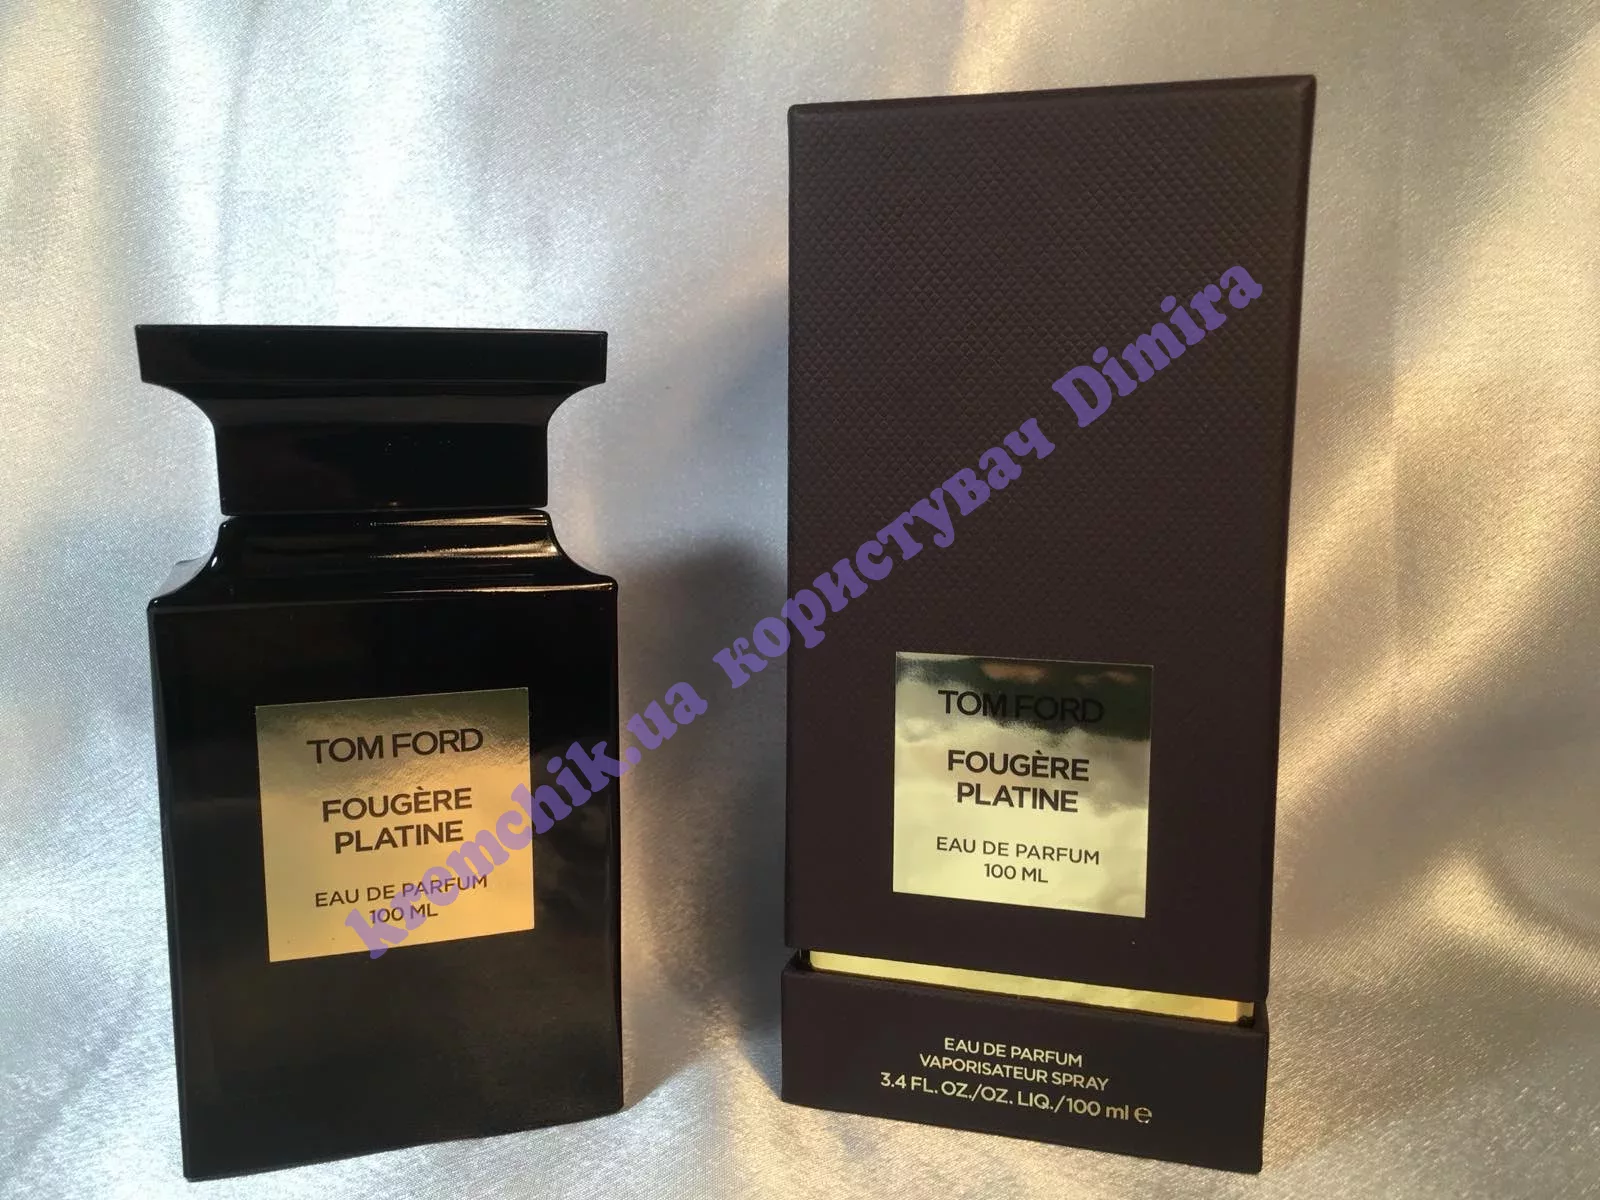 TOM FORD
FOUGÈRE
PLATINE
EAU DE PARFUM
100 ML
TOM FORD
FOUGÈRE
PLATINE
EAU DE PARFUM
100 ML
EAU DE PARFUM
VAPORISATEUR SPRAY
3.4 FL. OZ./OZ. LIQ./100 ml e
kromchik.ua користувач Dimira